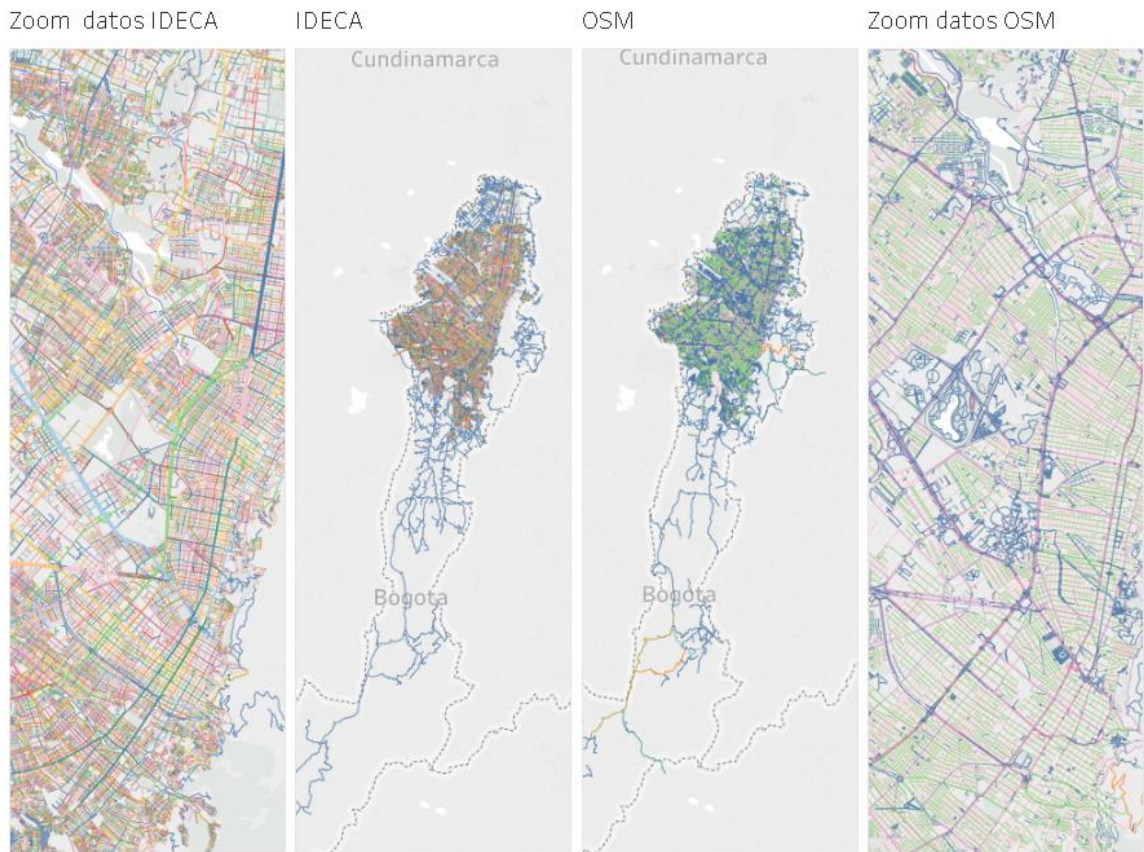 Zoom datos IDECA
IDECA
OSM
Zoom datos OSM
Cundinamarca
Cundinamarca
Bogota
Bogota